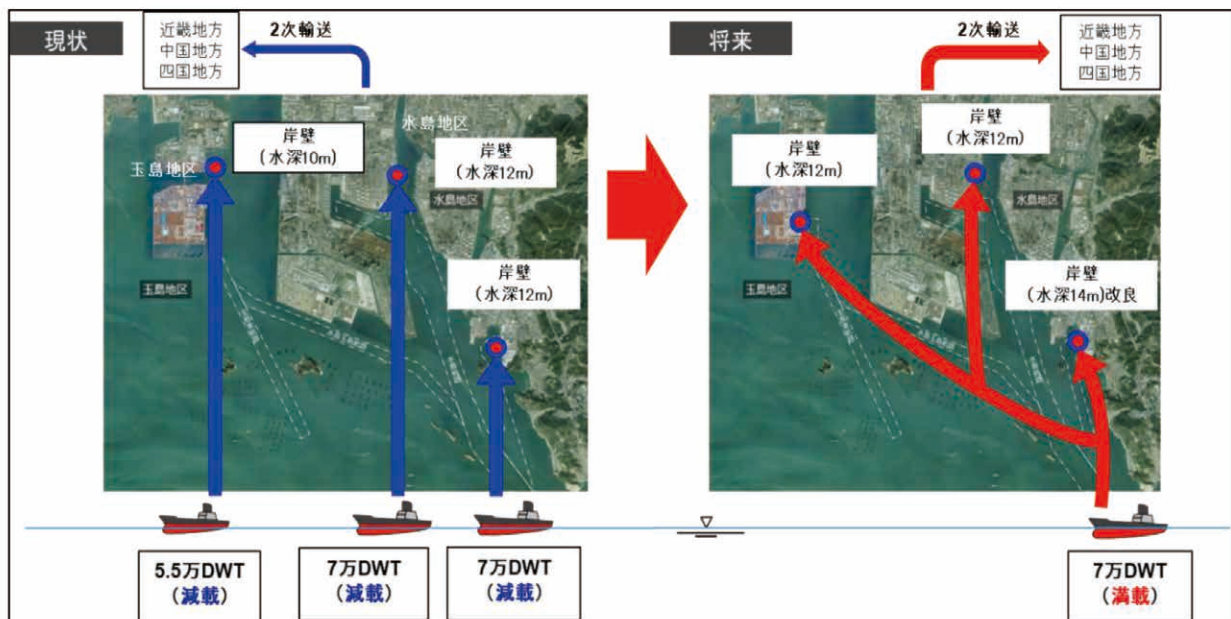 現状
近畿地方
中国地方
四国地方
2次輸送
水島地区
岸壁
(水深10m)
玉島地区
岸壁
(水深12m)
水島地区
岸壁
(水深12m)
玉島地区
5.5万DWT
(減載)
7万DWT
(減載)
7万DWT
(減載)
将来
2次輸送
近畿地方
中国地方
四国地方
岸壁
(水深12m)
岸壁
(水深12m)
水島地区
岸壁
(水深14m)改良
玉島地区
7万DWT
(満載)